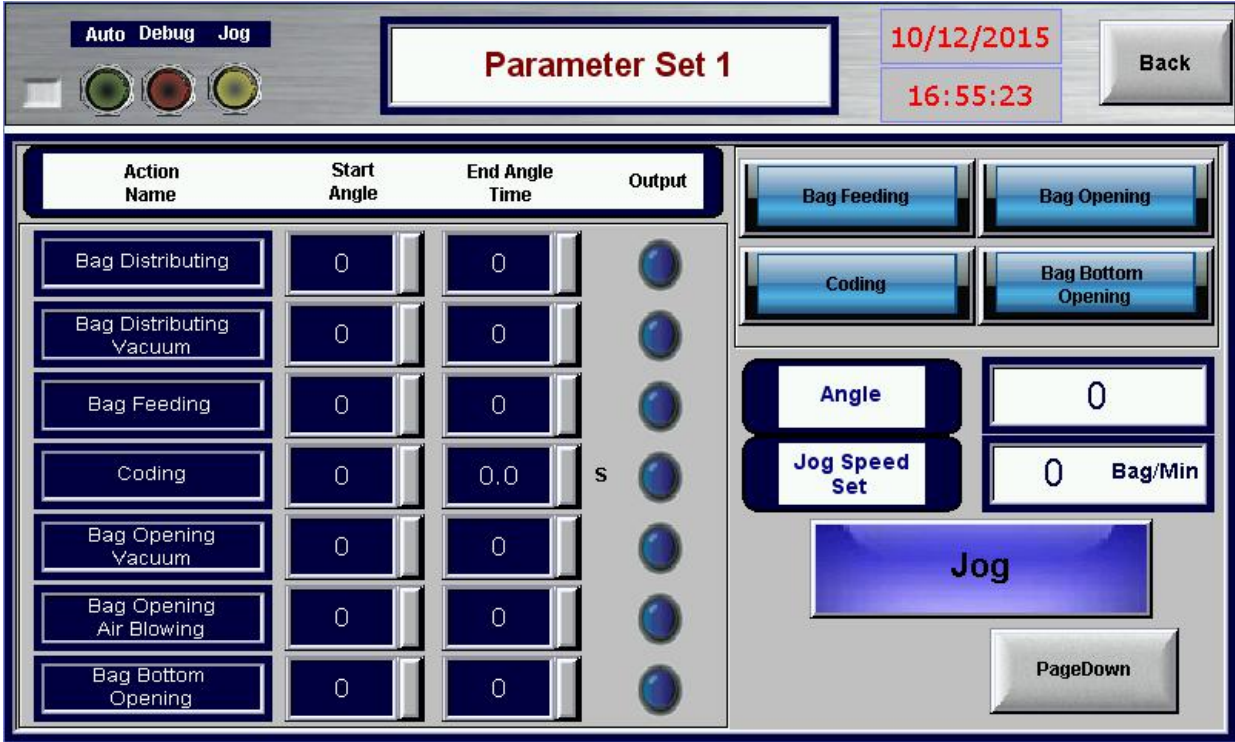 Auto Debug Jog
Parameter Set 1
10/12/2015
16:55:23
Back
Action
Name
Start
Angle
End Angle
Time
Output
Bag Distributing
0
0
Bag Distributing
Vacuum
0
0
Bag Feeding
0
0
Coding
0
0.0
S
Bag Opening
Vacuum
0
0
Bag Opening
Air Blowing
0
0
Bag Bottom
Opening
0
0
Bag Feeding
Bag Opening
Coding
Bag Bottom
Opening
Angle
0
Jog Speed
Set
0 Bag/Min
Jog
PageDown